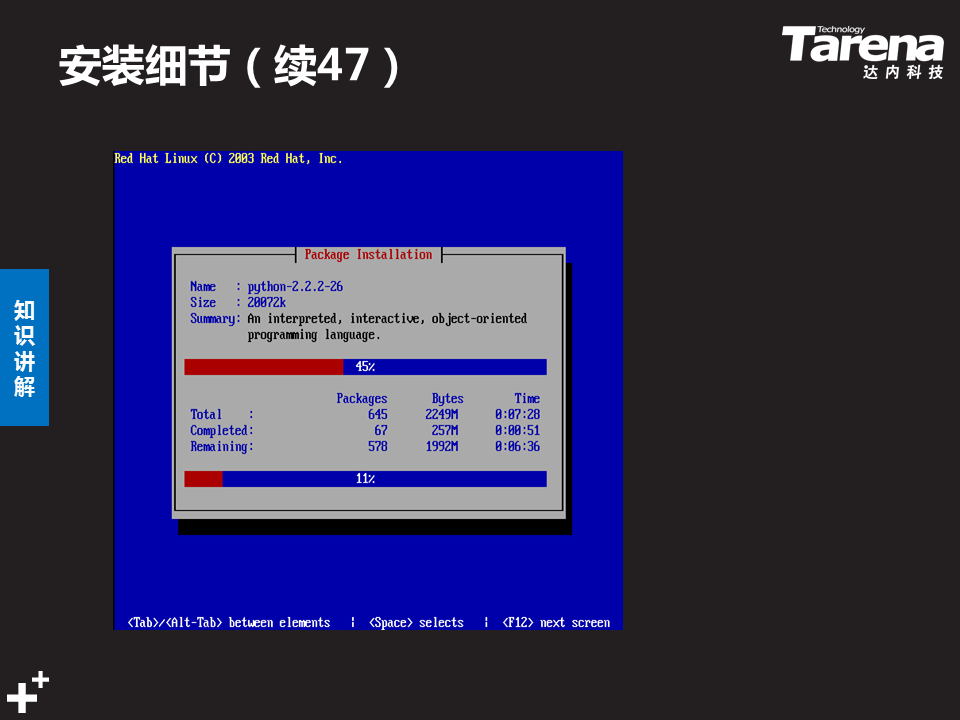 安装细节（续47）
Technology
Tarena
达内科技
知识讲解
Red Hat Linux (C) 2003 Red Hat, Inc.
Package Installation
Name : python-2.2.2-26
Size : 20072k
Summary: An interpreted, interactive, object-oriented
programming language.
45%
Packages Bytes Time
Total : 645 2249M 0:07:28
Completed: 67 257M 0:00:51
Remaining: 578 1992M 0:06:36
11%
<Tab>/<Alt-Tab> between elements | <Space> selects | <F12> next screen